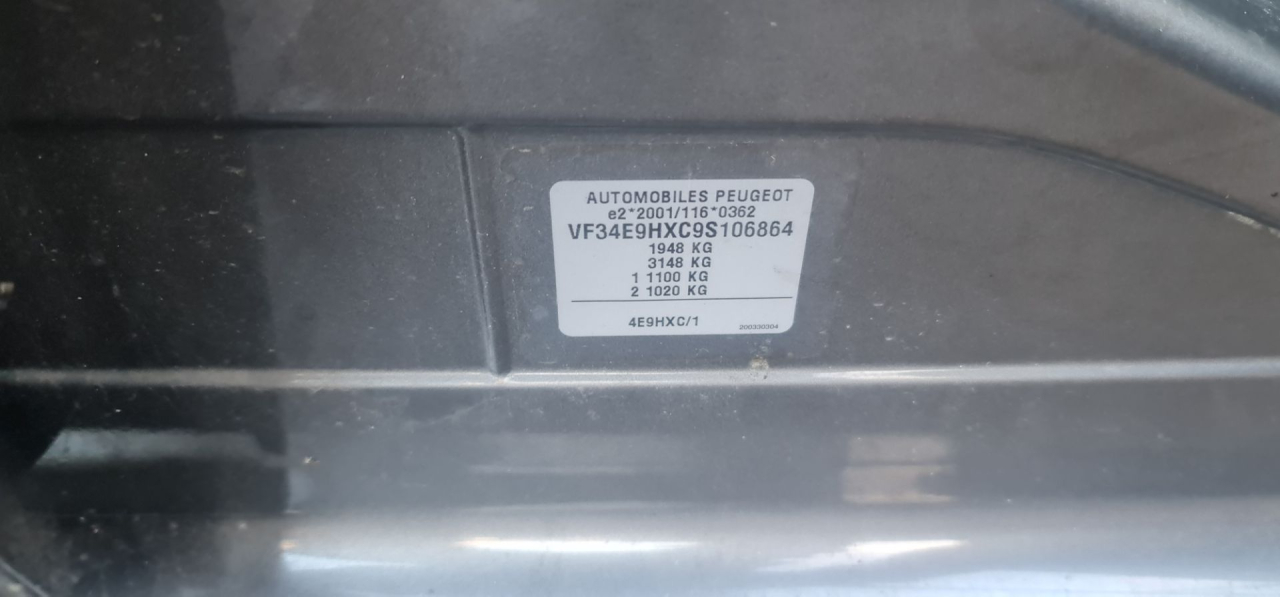 AUTOMOBILES PEUGEOT
e2*2001/116*0362
VF34E9HXC9S106864
1948 KG
3148 KG
1 1100 KG
2 1020 KG
4E9HXC/1
200330304